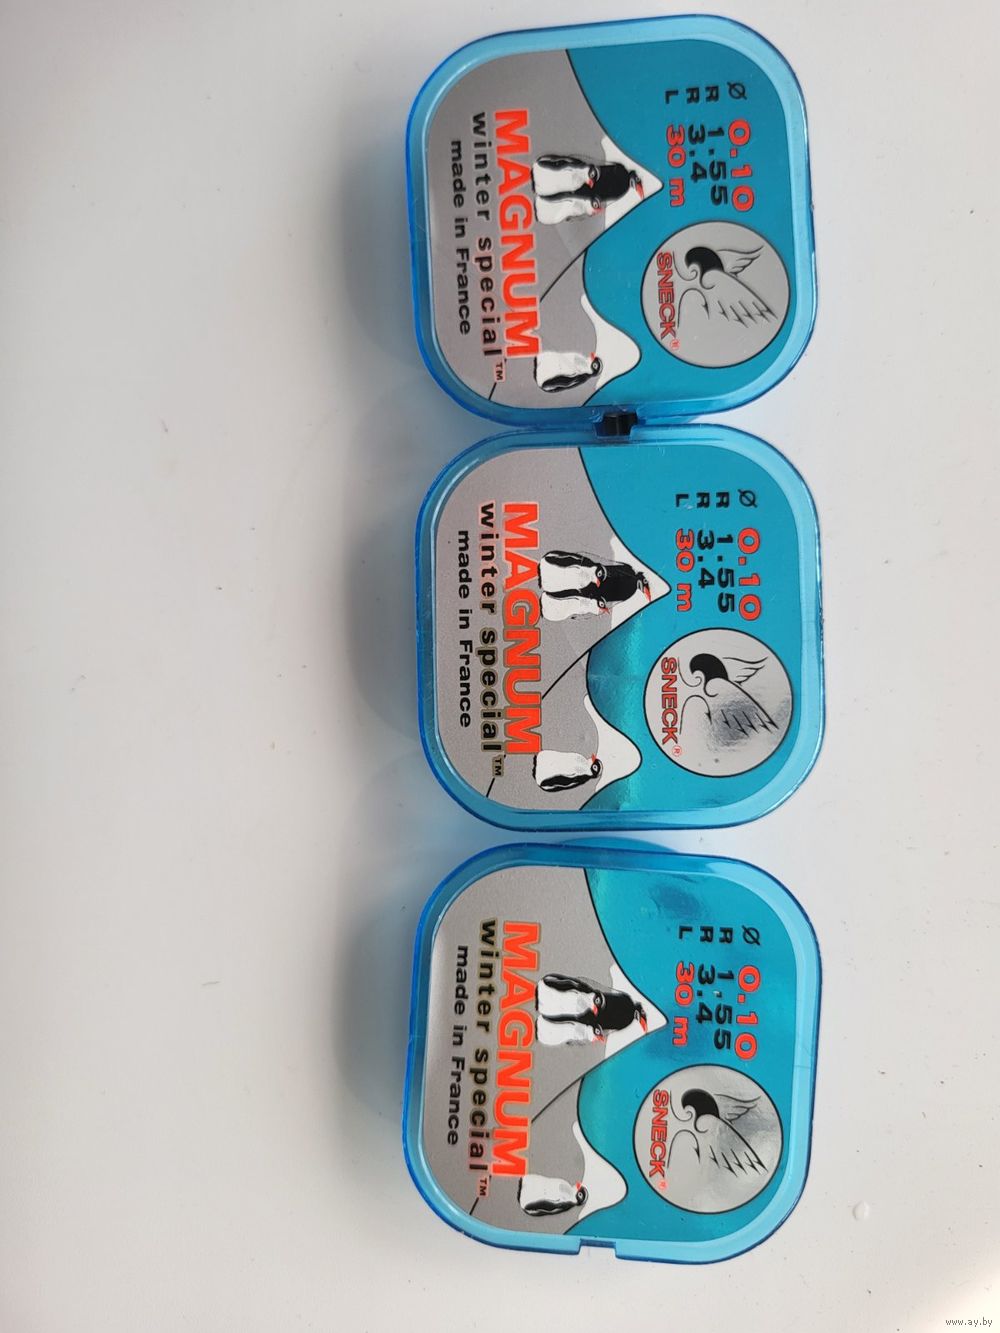 Ø 0.10
R 1.55
R 3.4
L 30 m
SNECK®
MAGNUM
winter special™
made in France
Ø 0.10
R 1.55
R 3.4
L 30 m
SNECK®
MAGNUM
winter special™
made in France
Ø 0.10
R 1.55
R 3.4
L 30 m
SNECK®
MAGNUM
winter special™
made in France
www.ay.by